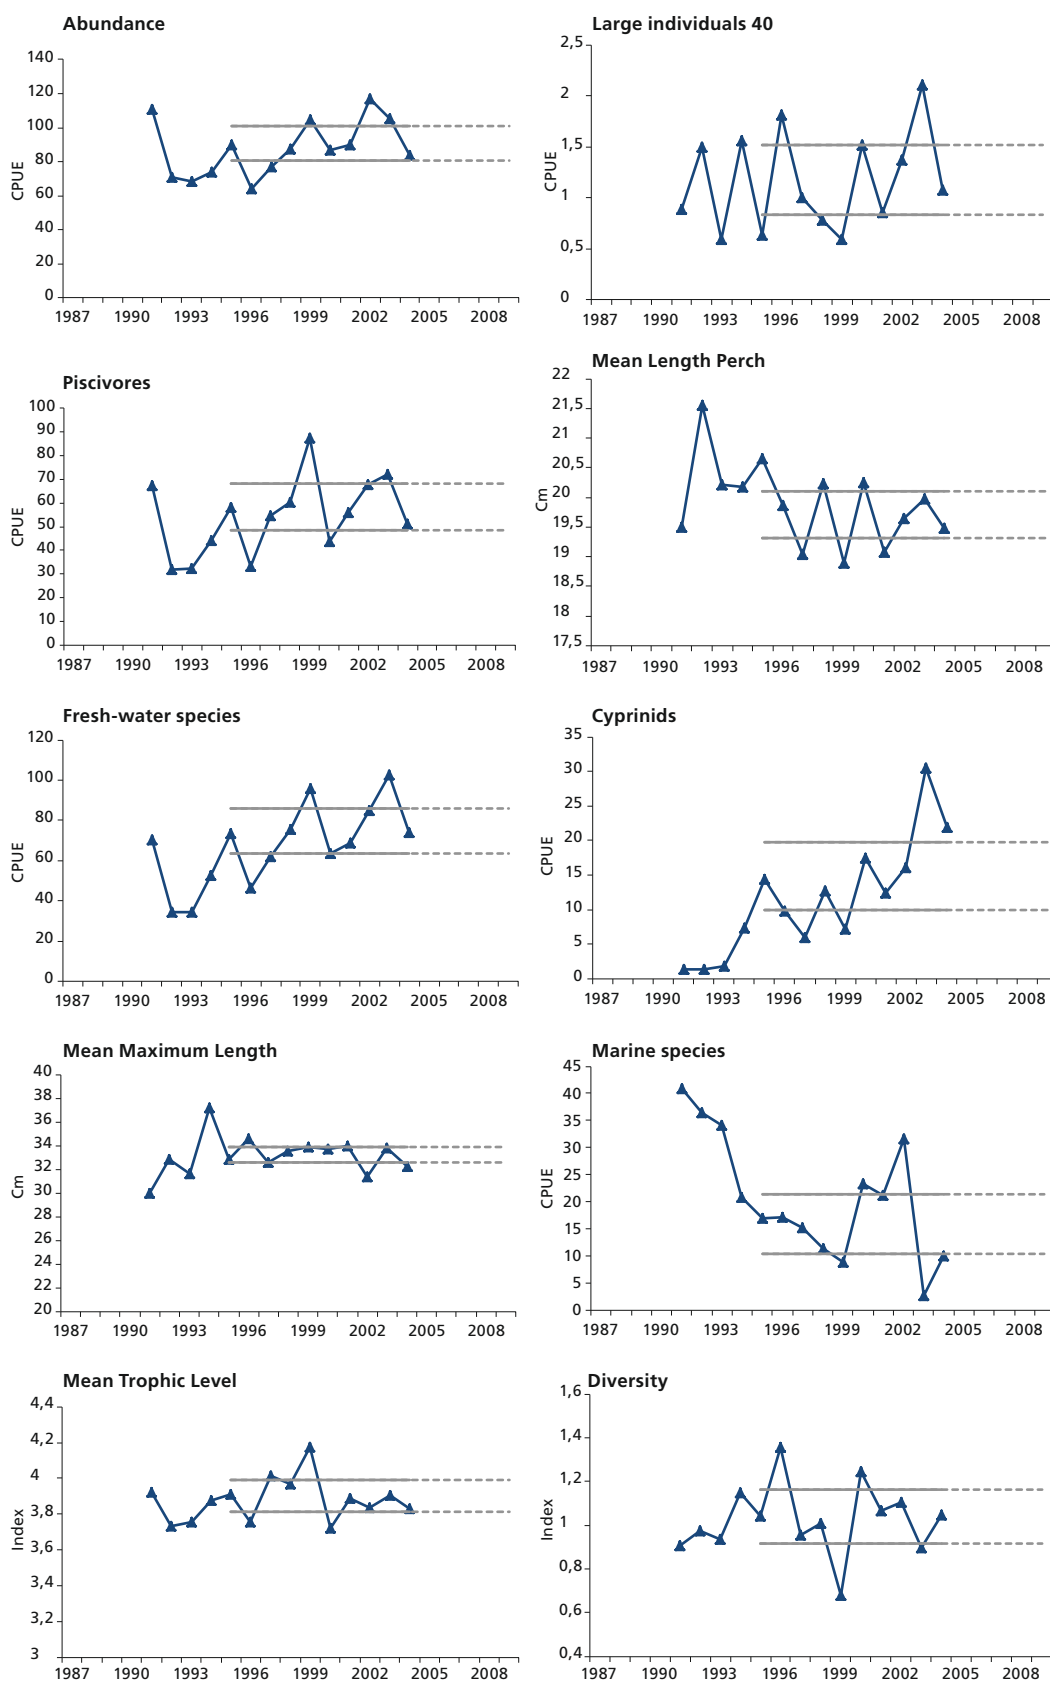 Abundance
140
120
100
80
60
40
20
0
CPUE
1987 1990 1993 1996 1999 2002 2005 2008
Large individuals 40
2,5
2
1,5
1
0,5
0
CPUE
1987 1990 1993 1996 1999 2002 2005 2008
Piscivores
100
90
80
70
60
50
40
30
20
10
0
CPUE
1987 1990 1993 1996 1999 2002 2005 2008
Mean Length Perch
22
21,5
21
20,5
20
19,5
19
18,5
18
17,5
Cm
1987 1990 1993 1996 1999 2002 2005 2008
Fresh-water species
120
100
80
60
40
20
0
CPUE
1987 1990 1993 1996 1999 2002 2005 2008
Cyprinids
35
30
25
20
15
10
5
0
CPUE
1987 1990 1993 1996 1999 2002 2005 2008
Mean Maximum Length
40
38
36
34
32
30
28
26
24
22
20
Cm
1987 1990 1993 1996 1999 2002 2005 2008
Marine species
45
40
35
30
25
20
15
10
5
0
CPUE
1987 1990 1993 1996 1999 2002 2005 2008
Mean Trophic Level
4,4
4,2
4
3,8
3,6
3,4
3,2
3
Index
1987 1990 1993 1996 1999 2002 2005 2008
Diversity
1,6
1,4
1,2
1
0,8
0,6
0,4
Index
1987 1990 1993 1996 1999 2002 2005 2008